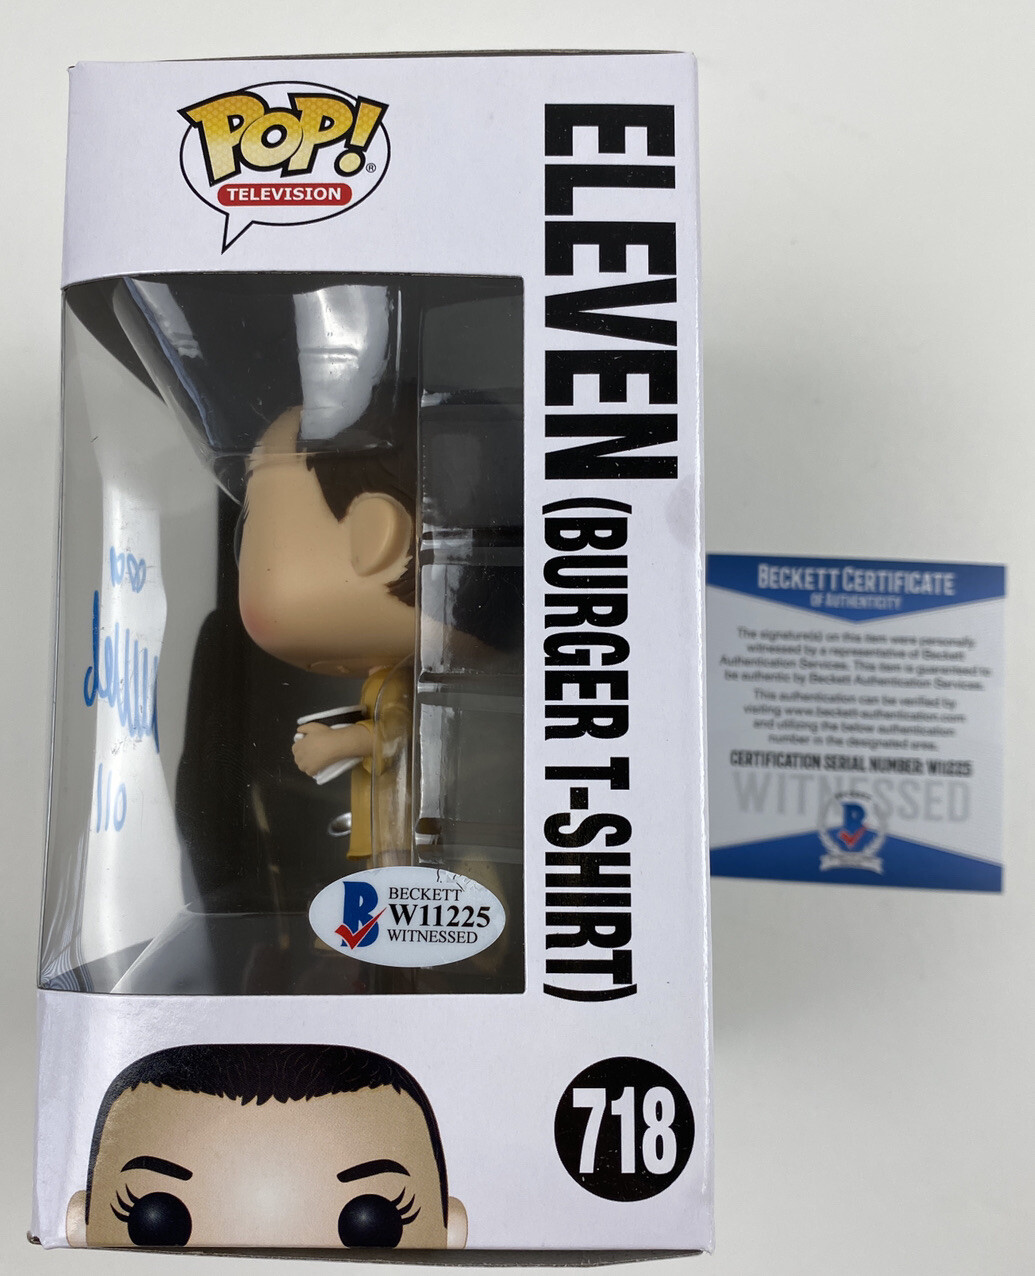 POP!®
TELEVISION
ELEVEN (BURGER T-SHIRT)
718
BECKETT
W11225
WITNESSED
011
BECKETT CERTIFICATE
OF AUTHENTICITY
The signature(s) on this item were personally
witnessed by a representative of Beckett
Authentication Services. This item is guaranteed to
be authentic by Beckett Authentication Services.
This authentication can be verified by
visiting www.beckett-authentication.com
and utilizing the below authentication
number in the designated area.
CERTIFICATION SERIAL NUMBER: W11225
WITNESSED